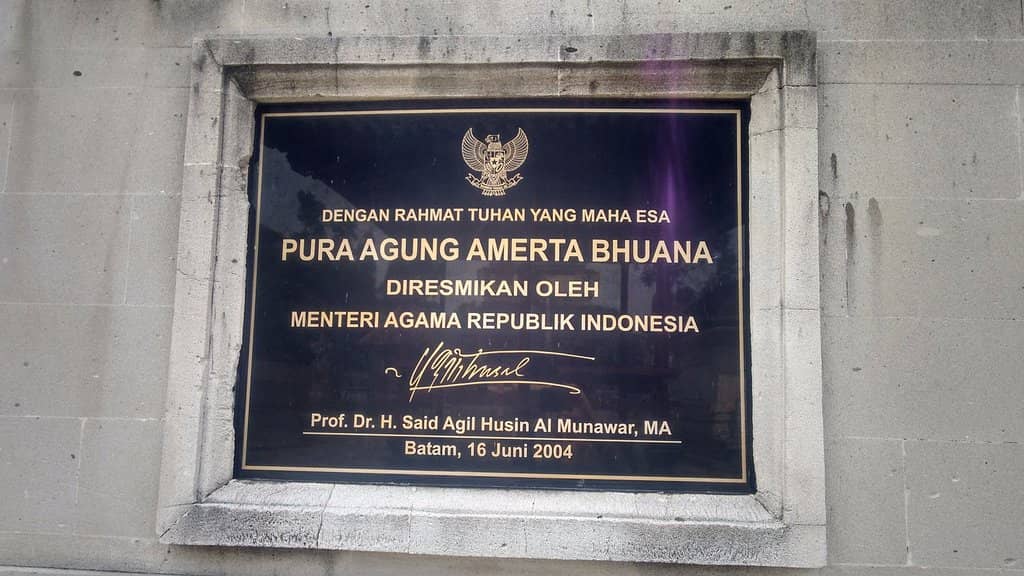 DENGAN RAHMAT TUHAN YANG MAHA ESA
PURA AGUNG AMERTA BHUANA
DIRESMIKAN OLEH
MENTERI AGAMA REPUBLIK INDONESIA
Prof. Dr. H. Said Agil Husin Al Munawar, MA
Batam, 16 Juni 2004